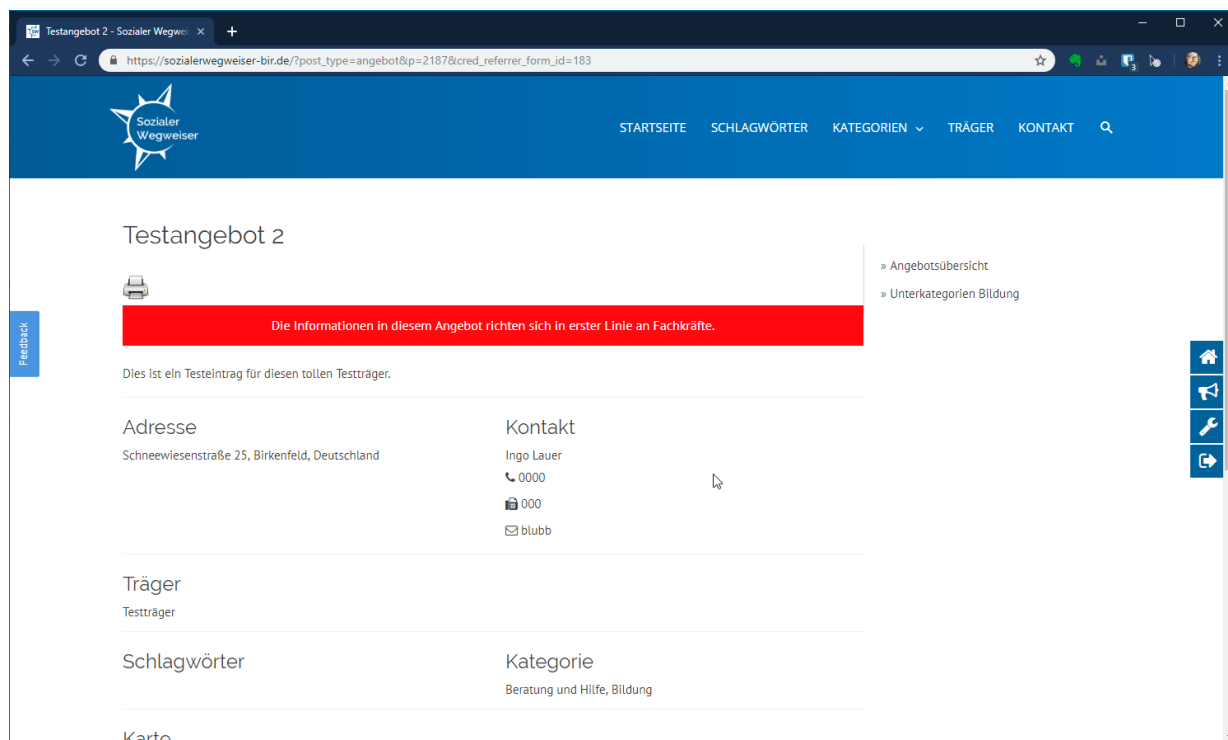 Testangebot 2 - Sozialer Wegwei
https://sozialerwegweiser-bir.de/?post_type=angebot&p=2187&cred_referrer_form_id=183
3
Sozialer
Wegweiser
STARTSEITE SCHLAGWÖRTER KATEGORIEN TRÄGER KONTAKT
Testangebot 2
» Angebotsübersicht
» Unterkategorien Bildung
Die Informationen in diesem Angebot richten sich in erster Linie an Fachkräfte.
Feedback
Dies ist ein Testeintrag für diesen tollen Testträger.
Adresse
Schneewiesenstraße 25, Birkenfeld, Deutschland
Kontakt
Ingo Lauer
0000
000
blubb
Träger
Testträger
Schlagwörter
Kategorie
Beratung und Hilfe, Bildung
Karte